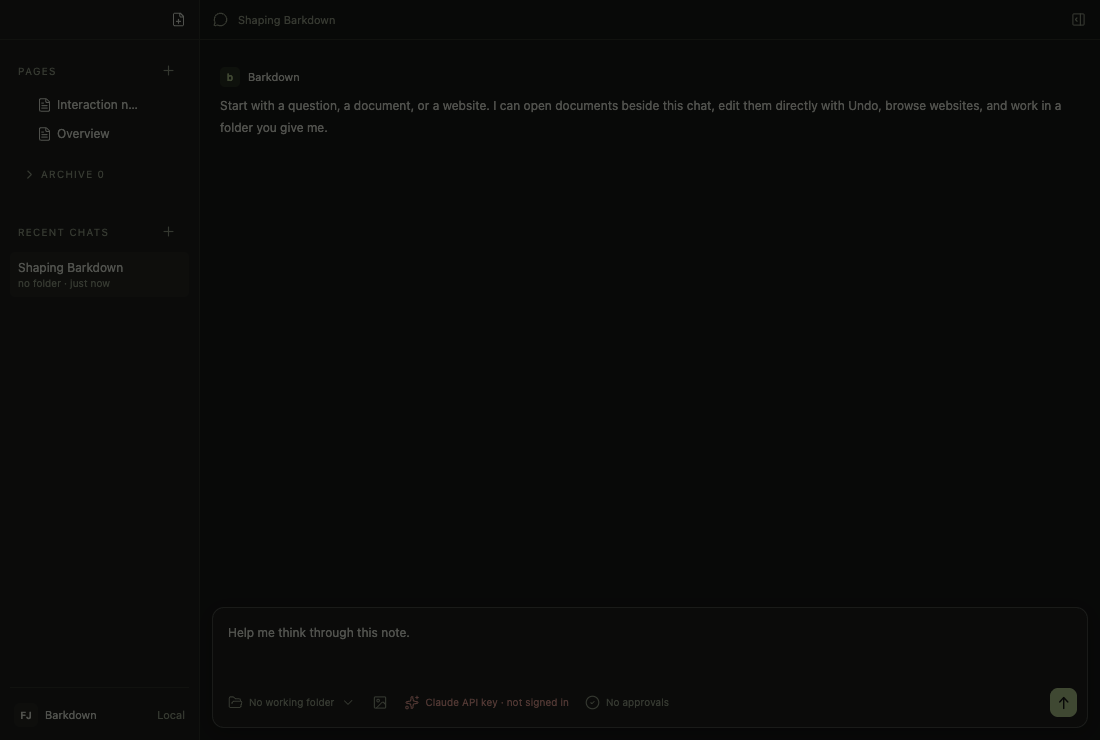 Shaping Barkdown
PAGES
Interaction n...
Overview
ARCHIVE 0
RECENT CHATS
Shaping Barkdown
no folder · just now
FJ Barkdown Local
b Barkdown
Start with a question, a document, or a website. I can open documents beside this chat, edit them directly with Undo, browse websites, and work in a
folder you give me.
Help me think through this note.
No working folder Claude API key · not signed in No approvals